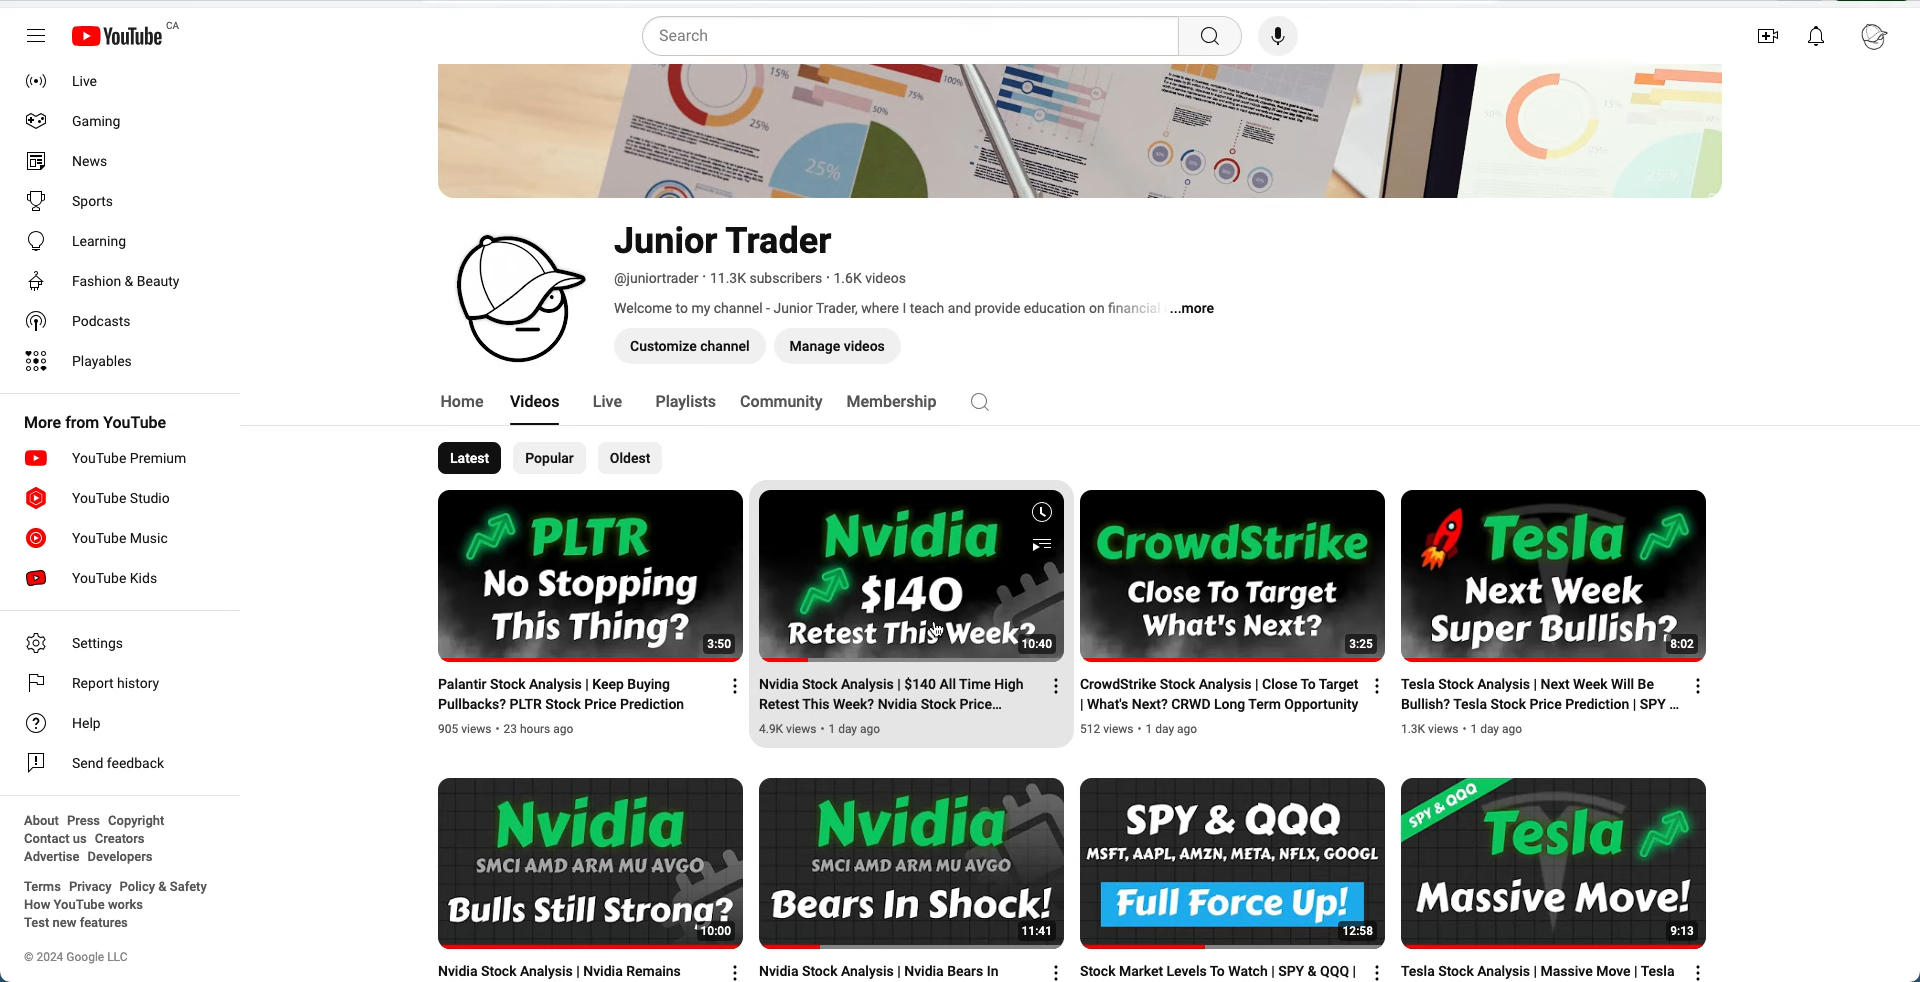 YouTube CA
Search
Live
Gaming
News
Sports
Learning
Fashion & Beauty
Podcasts
Playables
More from YouTube
YouTube Premium
YouTube Studio
YouTube Music
YouTube Kids
Settings
Report history
Help
Send feedback
About Press Copyright
Contact us Creators
Advertise Developers
Terms Privacy Policy & Safety
How YouTube works
Test new features
© 2024 Google LLC
15%
100%
75%
50%
25%
25%
Junior Trader
@juniortrader · 11.3K subscribers · 1.6K videos
Welcome to my channel - Junior Trader, where I teach and provide education on financial ...more
Customize channel Manage videos
Home Videos Live Playlists Community Membership
Latest Popular Oldest
PLTR
No Stopping
This Thing?
3:50
Palantir Stock Analysis | Keep Buying
Pullbacks? PLTR Stock Price Prediction
905 views • 23 hours ago
Nvidia
$140
Retest This Week?
10:40
Nvidia Stock Analysis | $140 All Time High
Retest This Week? Nvidia Stock Price...
4.9K views • 1 day ago
CrowdStrike
Close To Target
What's Next?
3:25
CrowdStrike Stock Analysis | Close To Target
| What's Next? CRWD Long Term Opportunity
512 views • 1 day ago
Tesla
Next Week
Super Bullish?
8:02
Tesla Stock Analysis | Next Week Will Be
Bullish? Tesla Stock Price Prediction | SPY ...
1.3K views • 1 day ago
Nvidia
SMCI AMD ARM MU AVGO
Bulls Still Strong?
10:00
Nvidia Stock Analysis | Nvidia Remains
Nvidia
SMCI AMD ARM MU AVGO
Bears In Shock!
11:41
Nvidia Stock Analysis | Nvidia Bears In
SPY & QQQ
MSFT, AAPL, AMZN, META, NFLX, GOOGL
Full Force Up!
12:58
Stock Market Levels To Watch | SPY & QQQ |
SPY & QQQ
Tesla
Massive Move!
9:13
Tesla Stock Analysis | Massive Move | Tesla